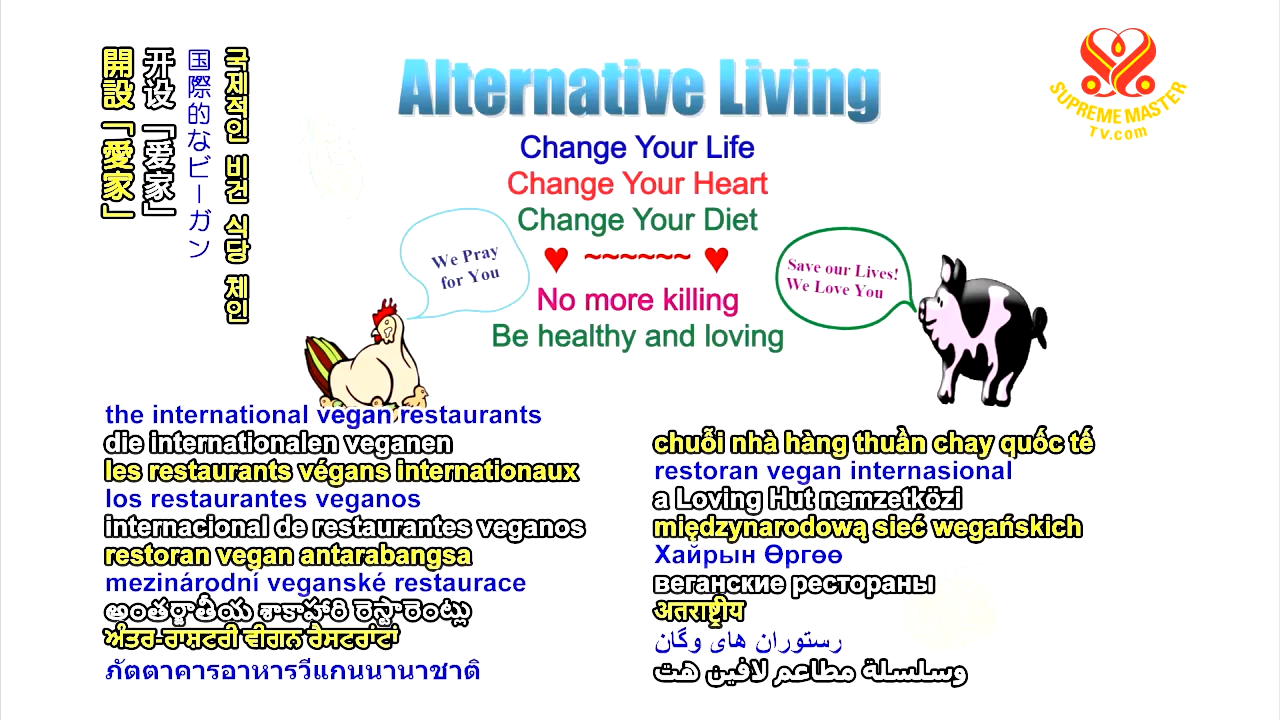 국제적인 비건 식당 체인
国際的なビーガン
开设「爱家」
開設「愛家」
Alternative Living
Change Your Life
Change Your Heart
Change Your Diet
♥ ~~~~~~ ♥
No more killing
Be healthy and loving
We Pray
for You
Save our Lives!
We Love You
SUPREME MASTER
TV.com
the international vegan restaurants
die internationalen veganen
les restaurants végans internationaux
los restaurantes veganos
internacional de restaurantes veganos
restoran vegan antarabangsa
mezinárodní veganské restaurace
అంతర్జాతీయ శాకాహారి రెస్టారెంట్లు
ਅੰਤਰ-ਰਾਸ਼ਟਰੀ ਵੀਗਨ ਰੈਸਟਰਾਂਟਾਂ
ภัตตาคารอาหารวีแกนนานาชาติ
chuỗi nhà hàng thuần chay quốc tế
restoran vegan internasional
a Loving Hut nemzetközi
międzynarodową sieć wegańskich
Хайрын Өргөө
веганские рестораны
अतराष्ट्रीय
رستوران های وگان
وسلسلة مطاعم لافين هت